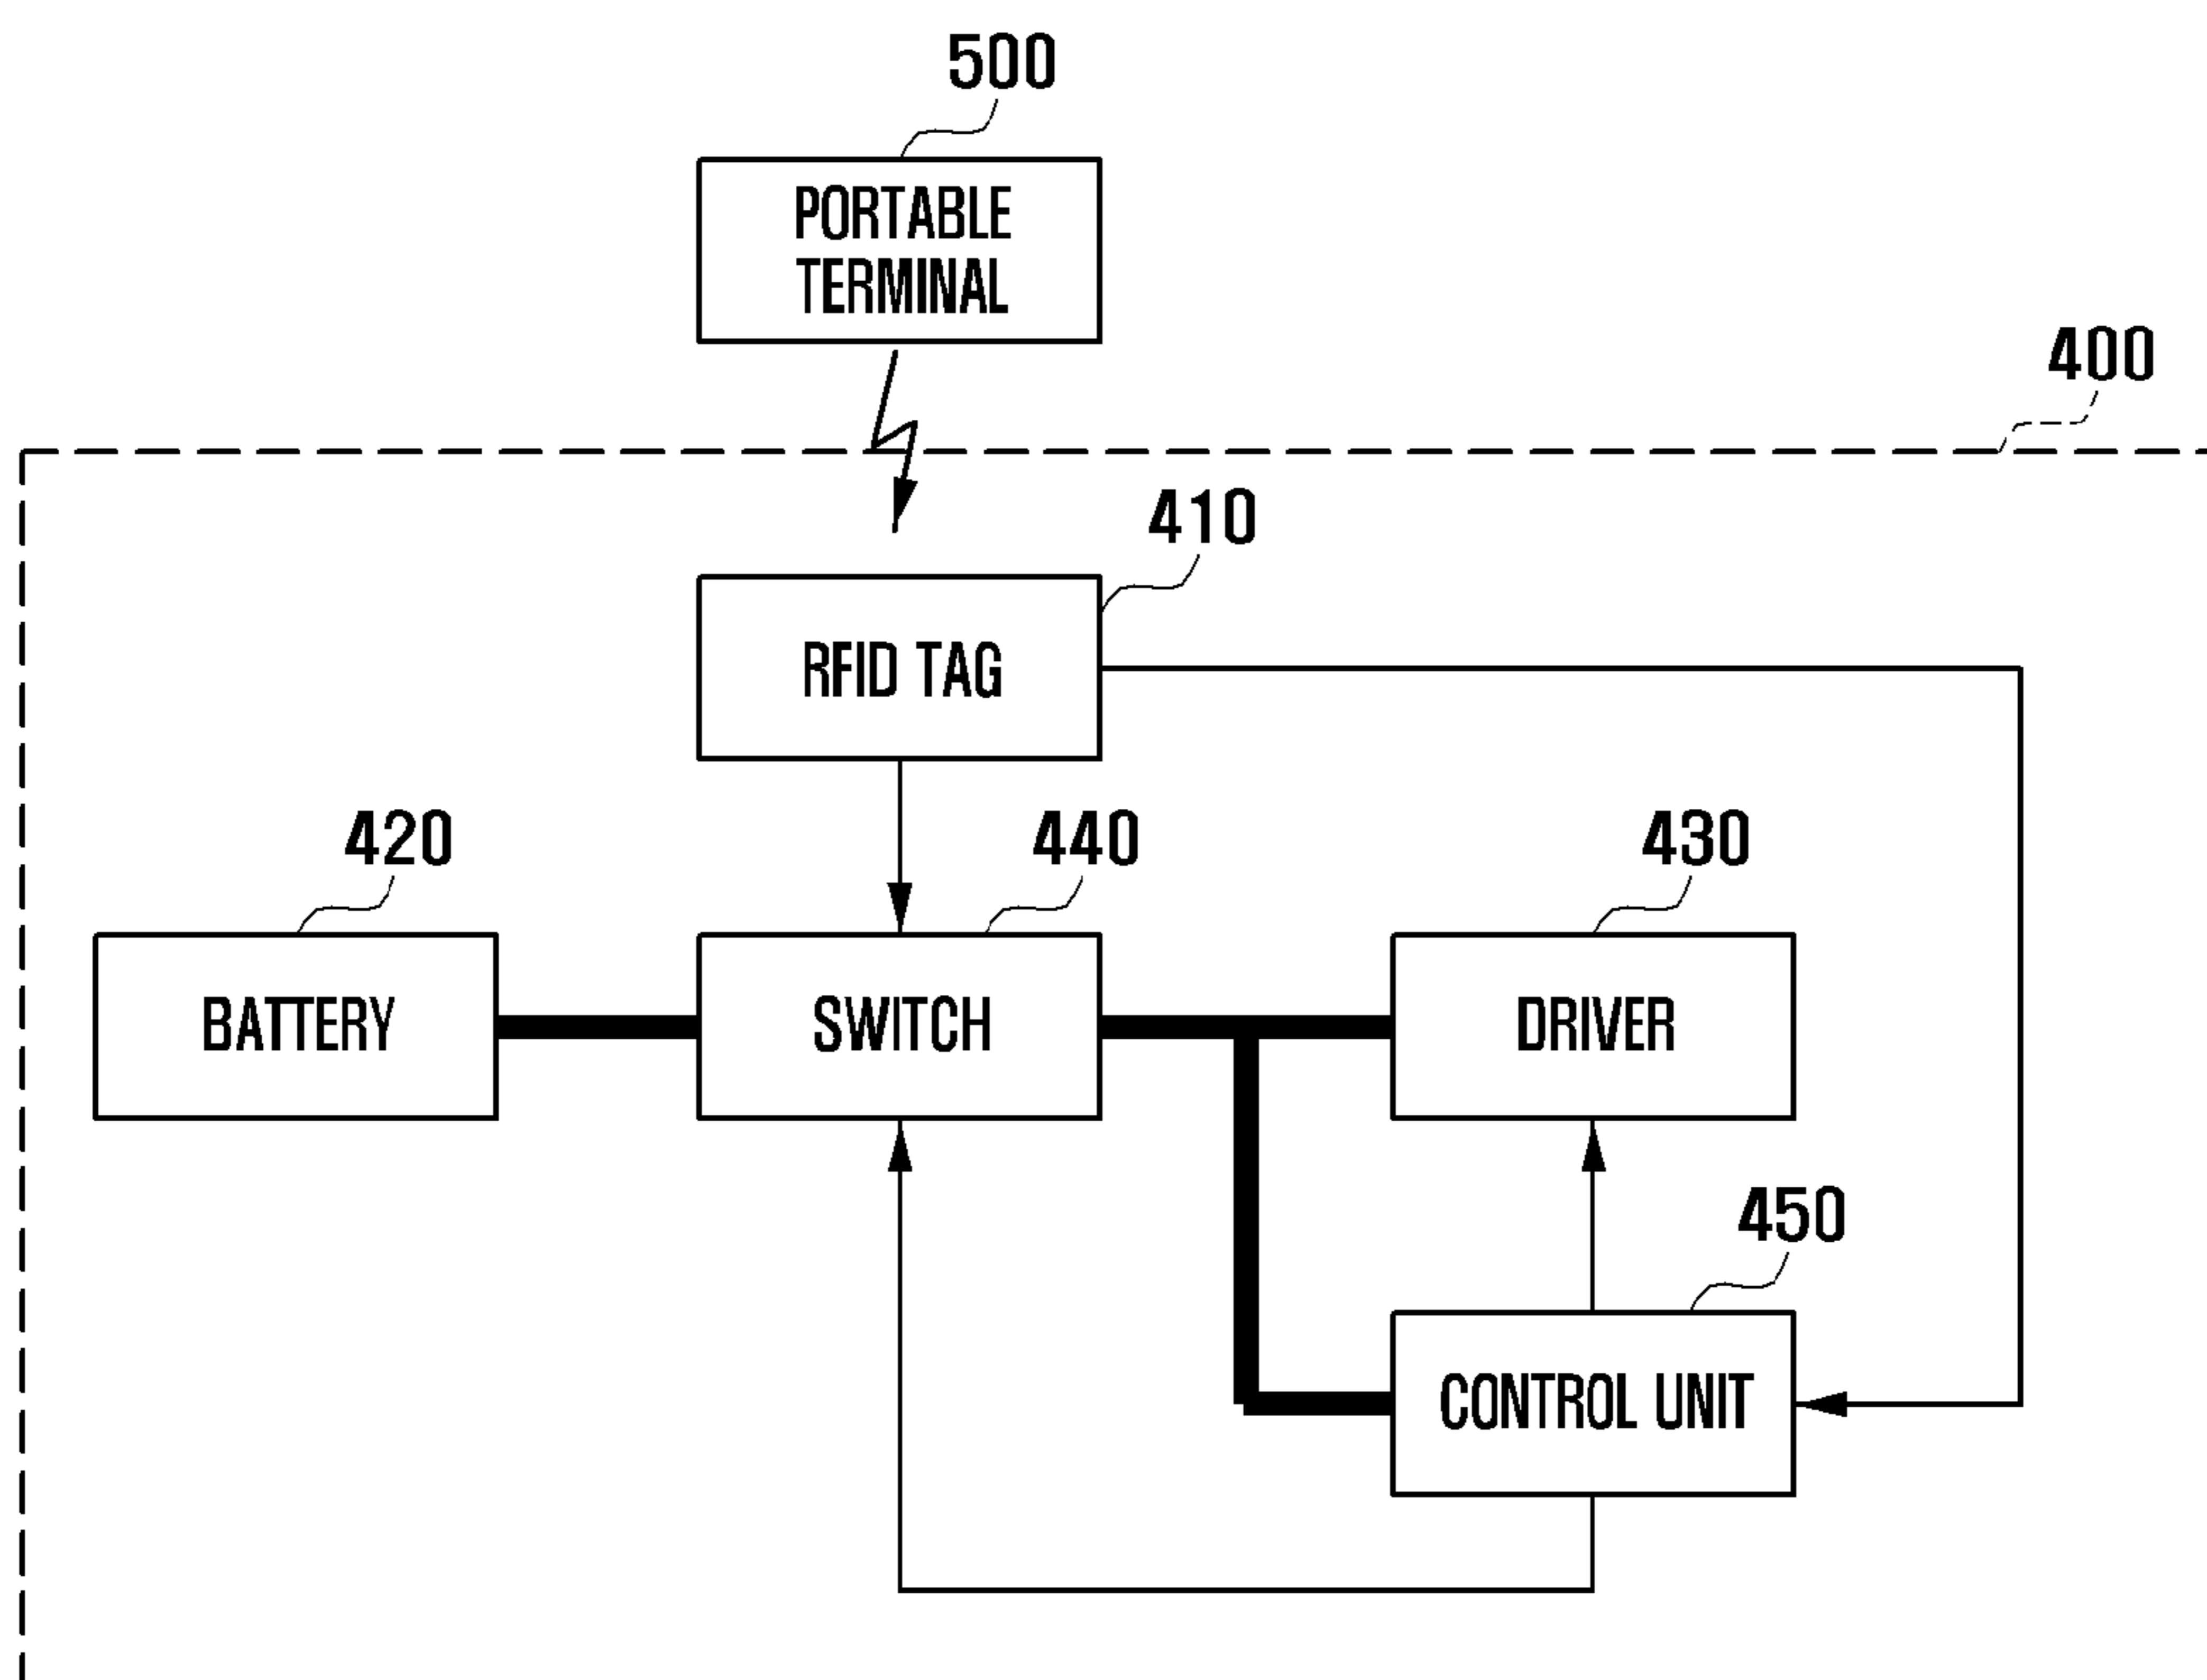 500
PORTABLE
TERMINAL
400
410
RFID TAG
420
440
430
BATTERY
SWITCH
DRIVER
450
CONTROL UNIT